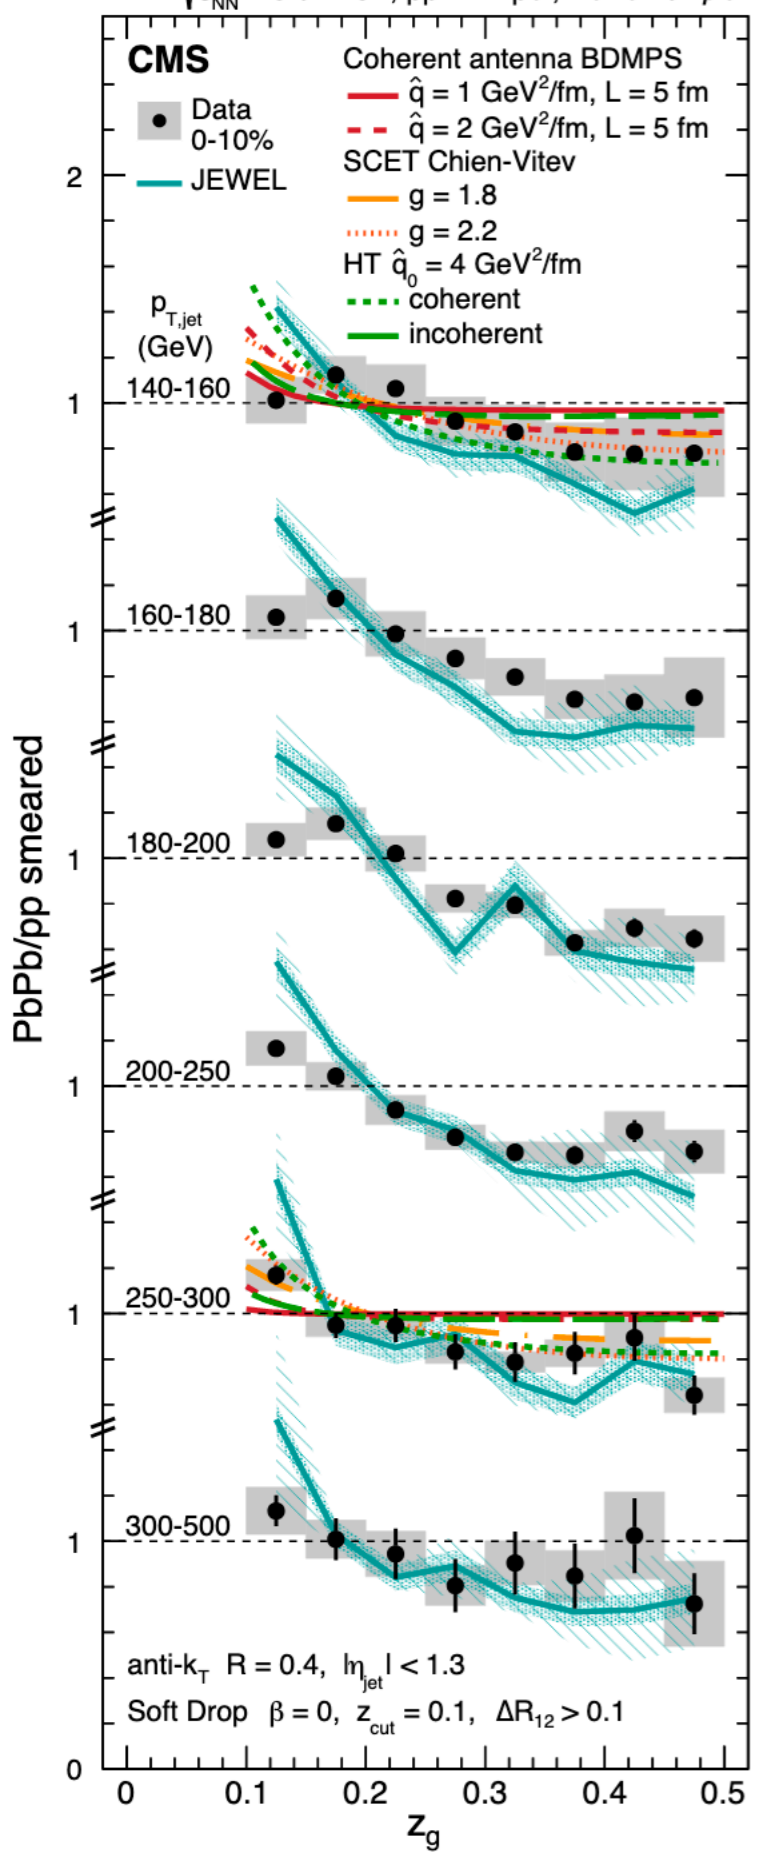 CMS
Data
0-10%
JEWEL
Coherent antenna BDMPS
q̂ = 1 GeV²/fm, L = 5 fm
q̂ = 2 GeV²/fm, L = 5 fm
SCET Chien-Vitev
g = 1.8
g = 2.2
HT q̂₀ = 4 GeV²/fm
coherent
incoherent
2
p_T,jet
(GeV)
140-160
1
160-180
1
180-200
1
200-250
1
250-300
1
300-500
1
PbPb/pp smeared
anti-k_T R = 0.4, |η_jet| < 1.3
Soft Drop β = 0, z_cut = 0.1, ΔR₁₂ > 0.1
0
0 0.1 0.2 0.3 0.4 0.5
z_g